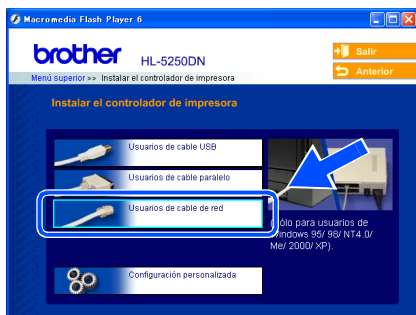 Macromedia Flash Player 6
brother
HL-5250DN
Salir
Anterior
Menú superior >> Instalar el controlador de impresora
Instalar el controlador de impresora
Usuarios de cable USB
Usuarios de cable paralelo
Usuarios de cable de red
ólo para usuarios de
Windows 95/ 98/ NT4.0/
Me/ 2000/ XP).
Configuración personalizada